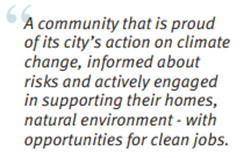 “A community that is proud
of its city's action on climate
change, informed about
risks and actively engaged
in supporting their homes,
natural environment - with
opportunities for clean jobs.